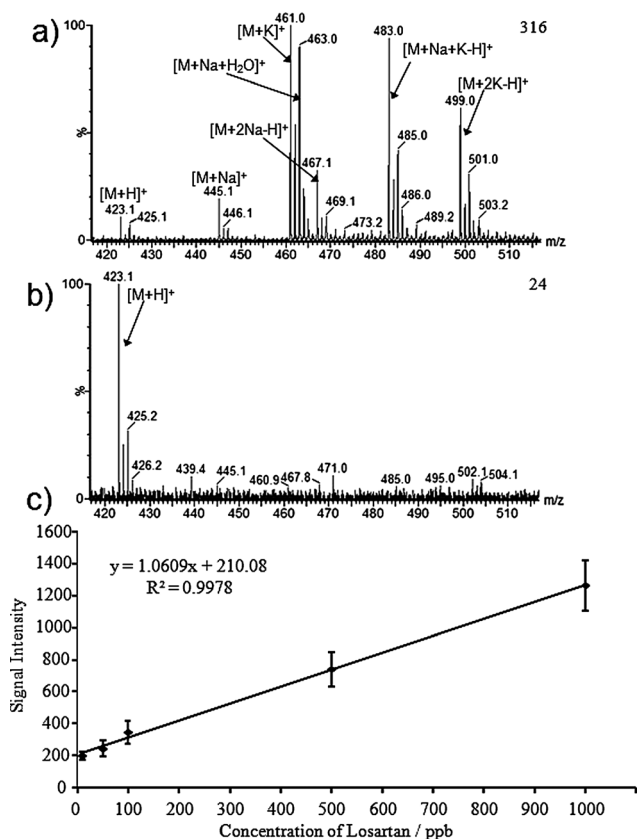 a)
316
100
%
0
[M+H]+
423.1
425.1
[M+Na]+
445.1
446.1
[M+K]+
461.0
463.0
[M+Na+H₂O]+
[M+2Na-H]+
467.1
469.1
473.2
483.0
[M+Na+K-H]+
485.0
486.0
489.2
[M+2K-H]+
499.0
501.0
503.2
420 430 440 450 460 470 480 490 500 510 m/z
b)
24
100
%
0
423.1
[M+H]+
425.2
426.2
439.4
445.1
460.9
467.8
471.0
485.0
495.0
502.1
504.1
420 430 440 450 460 470 480 490 500 510 m/z
c)
1600
1400
1200
1000
800
600
400
200
0
Signal Intensity
y = 1.0609x + 210.08
R² = 0.9978
0 100 200 300 400 500 600 700 800 900 1000
Concentration of Losartan / ppb